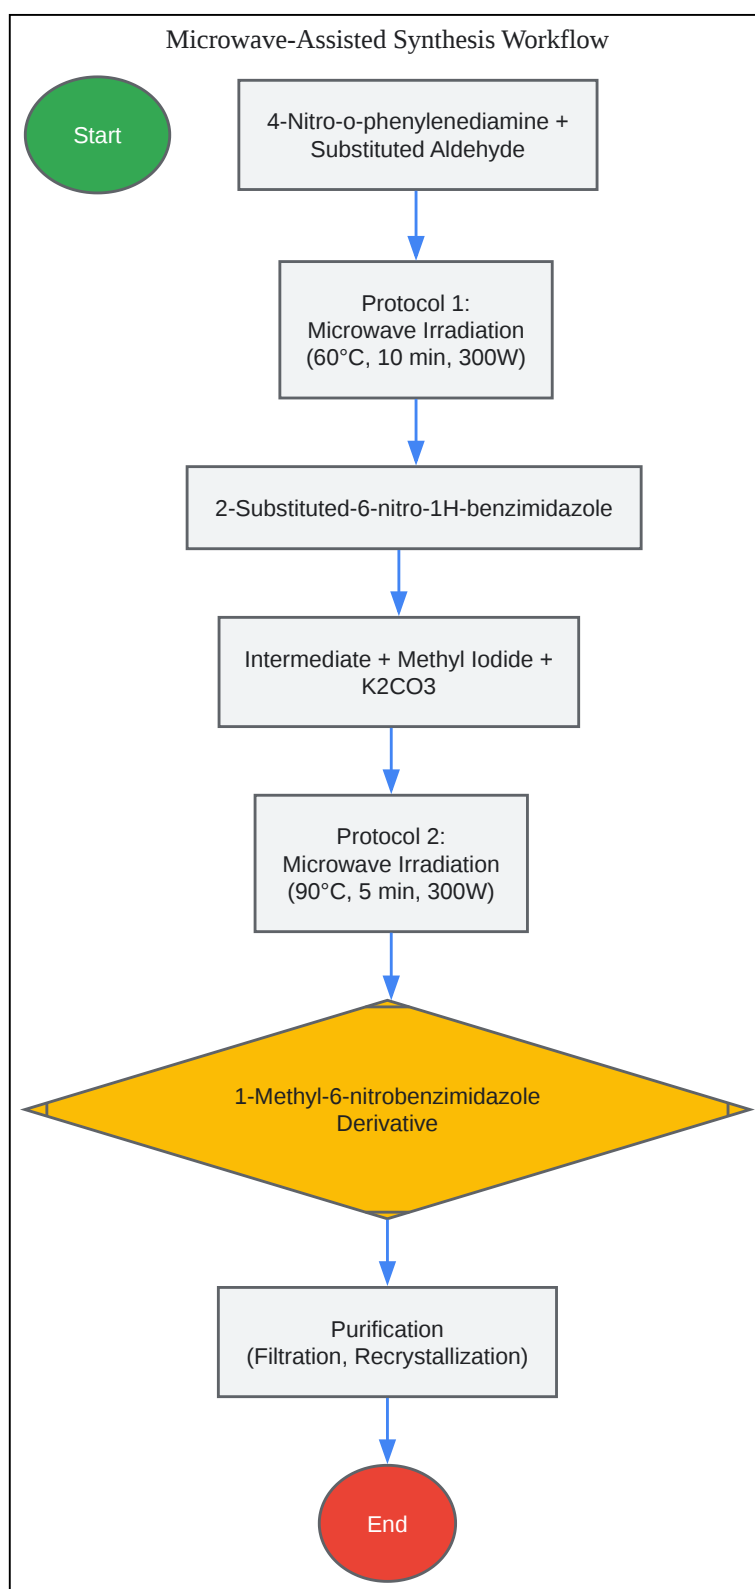 Microwave-Assisted Synthesis Workflow
Start
4-Nitro-o-phenylenediamine +
Substituted Aldehyde
Protocol 1:
Microwave Irradiation
(60°C, 10 min, 300W)
2-Substituted-6-nitro-1H-benzimidazole
Intermediate + Methyl Iodide +
K2CO3
Protocol 2:
Microwave Irradiation
(90°C, 5 min, 300W)
1-Methyl-6-nitrobenzimidazole
Derivative
Purification
(Filtration, Recrystallization)
End